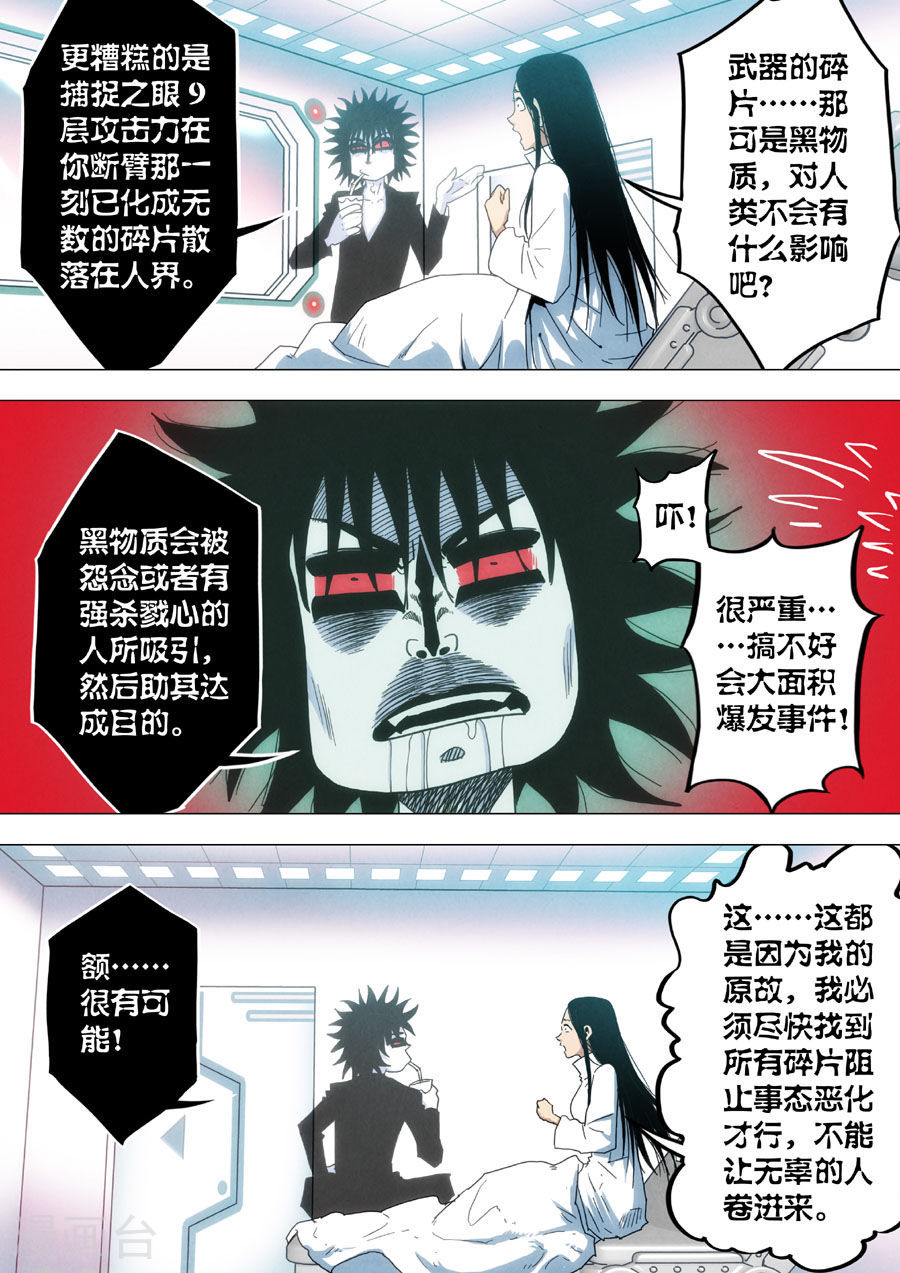 更糟糕的是
捕捉之眼9
层攻击力在
你断臂那一
刻已化成无
数的碎片散
落在人界。
武器的碎
片……那
可是黑物
质，对人
类不会有
什么影响
吧？
黑物质会被
怨念或者有
强杀戮心的
人所吸引，
然后助其达
成目的。
吓！
很严重…
…搞不好
会大面积
爆发事件！
额……
很有可
能！
这……这都
是因为我的
原故，我必
须尽快找到
所有碎片阻
止事态恶化
才行，不能
让无辜的人
卷进来。
漫画台